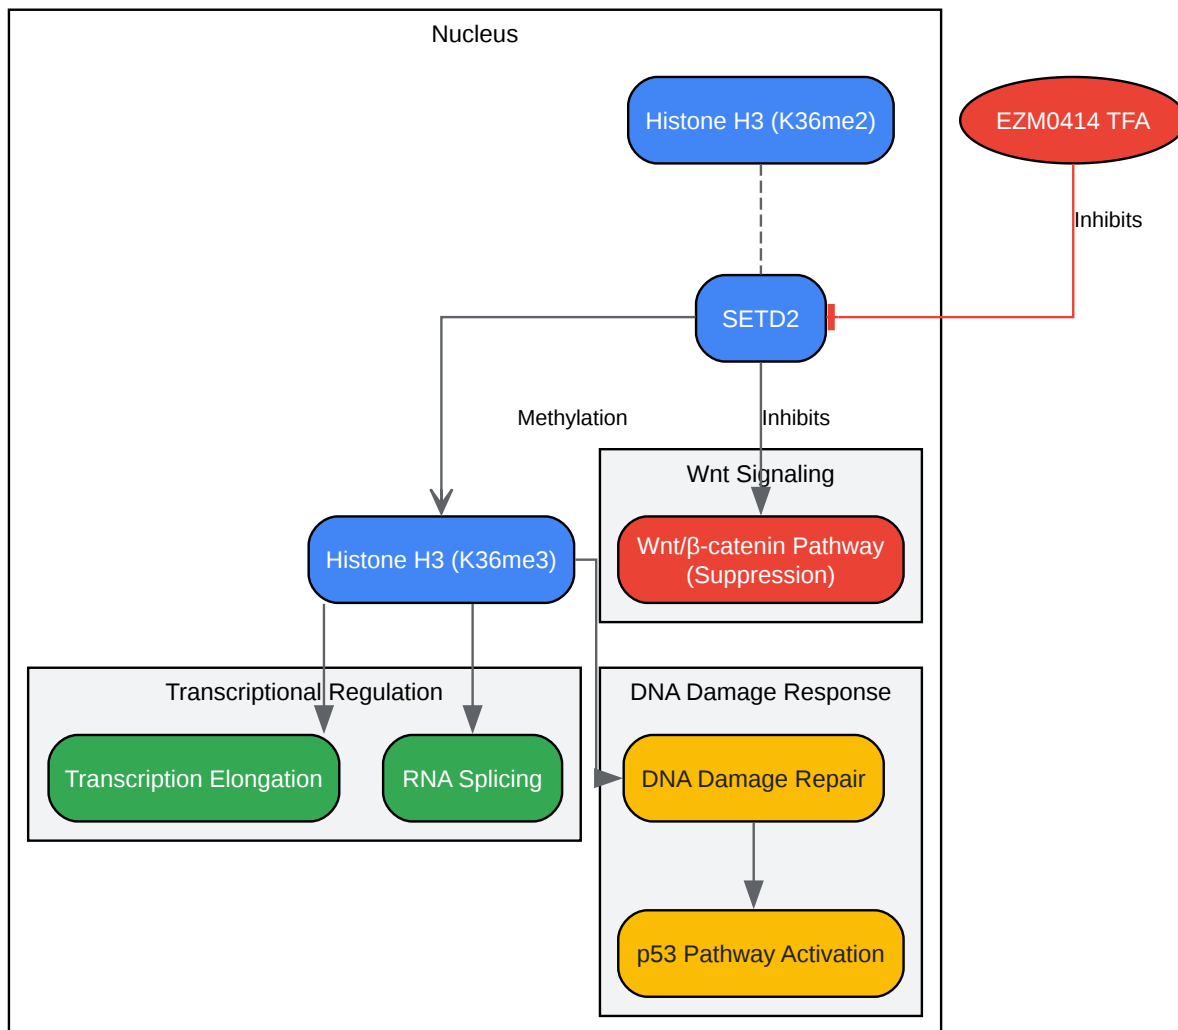 Nucleus
Histone H3 (K36me2)
EZM0414 TFA
Inhibits
SETD2
Methylation
Inhibits
Wnt Signaling
Histone H3 (K36me3)
Wnt/β-catenin Pathway
(Suppression)
Transcriptional Regulation
DNA Damage Response
Transcription Elongation
RNA Splicing
DNA Damage Repair
p53 Pathway Activation